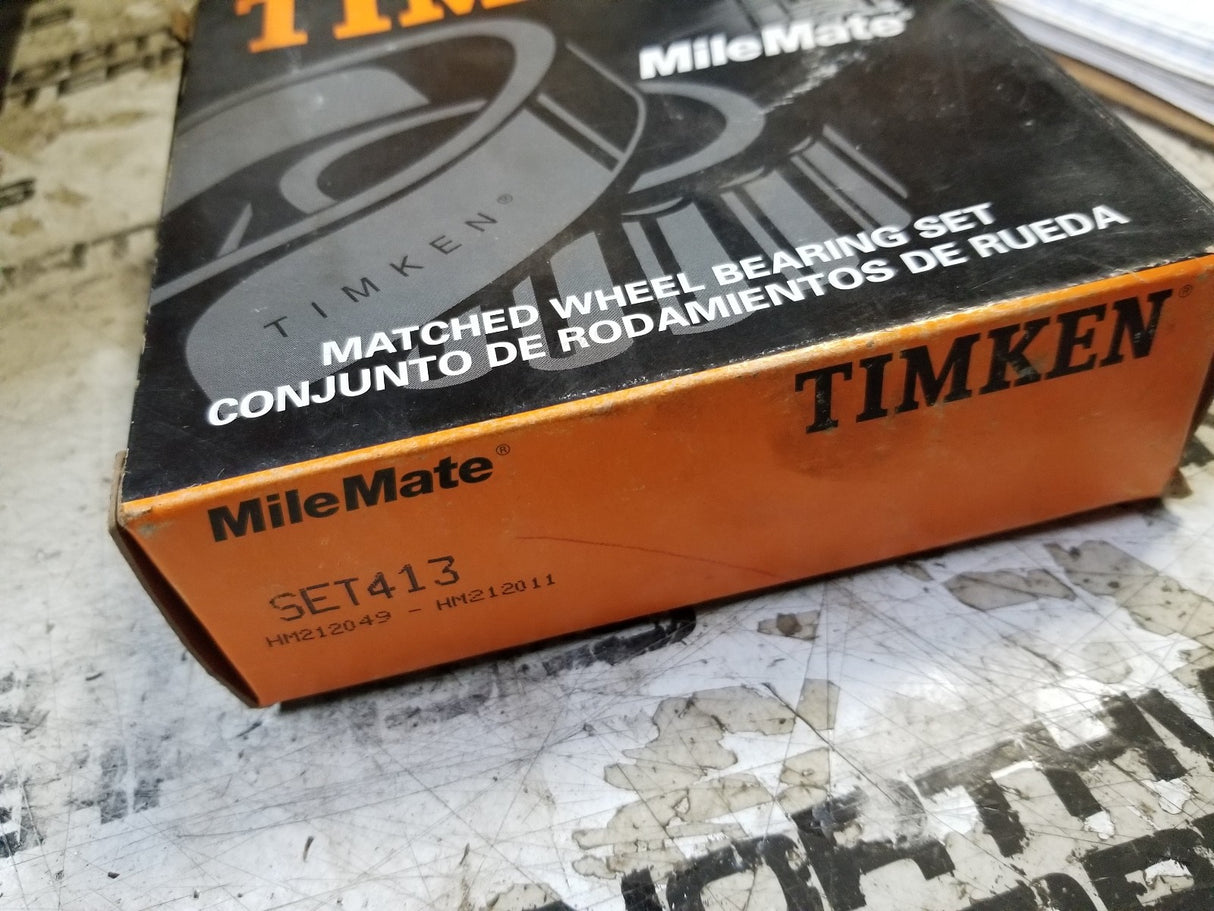 MileMate®
TIMKEN®
MATCHED WHEEL BEARING SET
CONJUNTO DE RODAMIENTOS DE RUEDA
TIMKEN®
MileMate®
SET413
HM212049 - HM212011